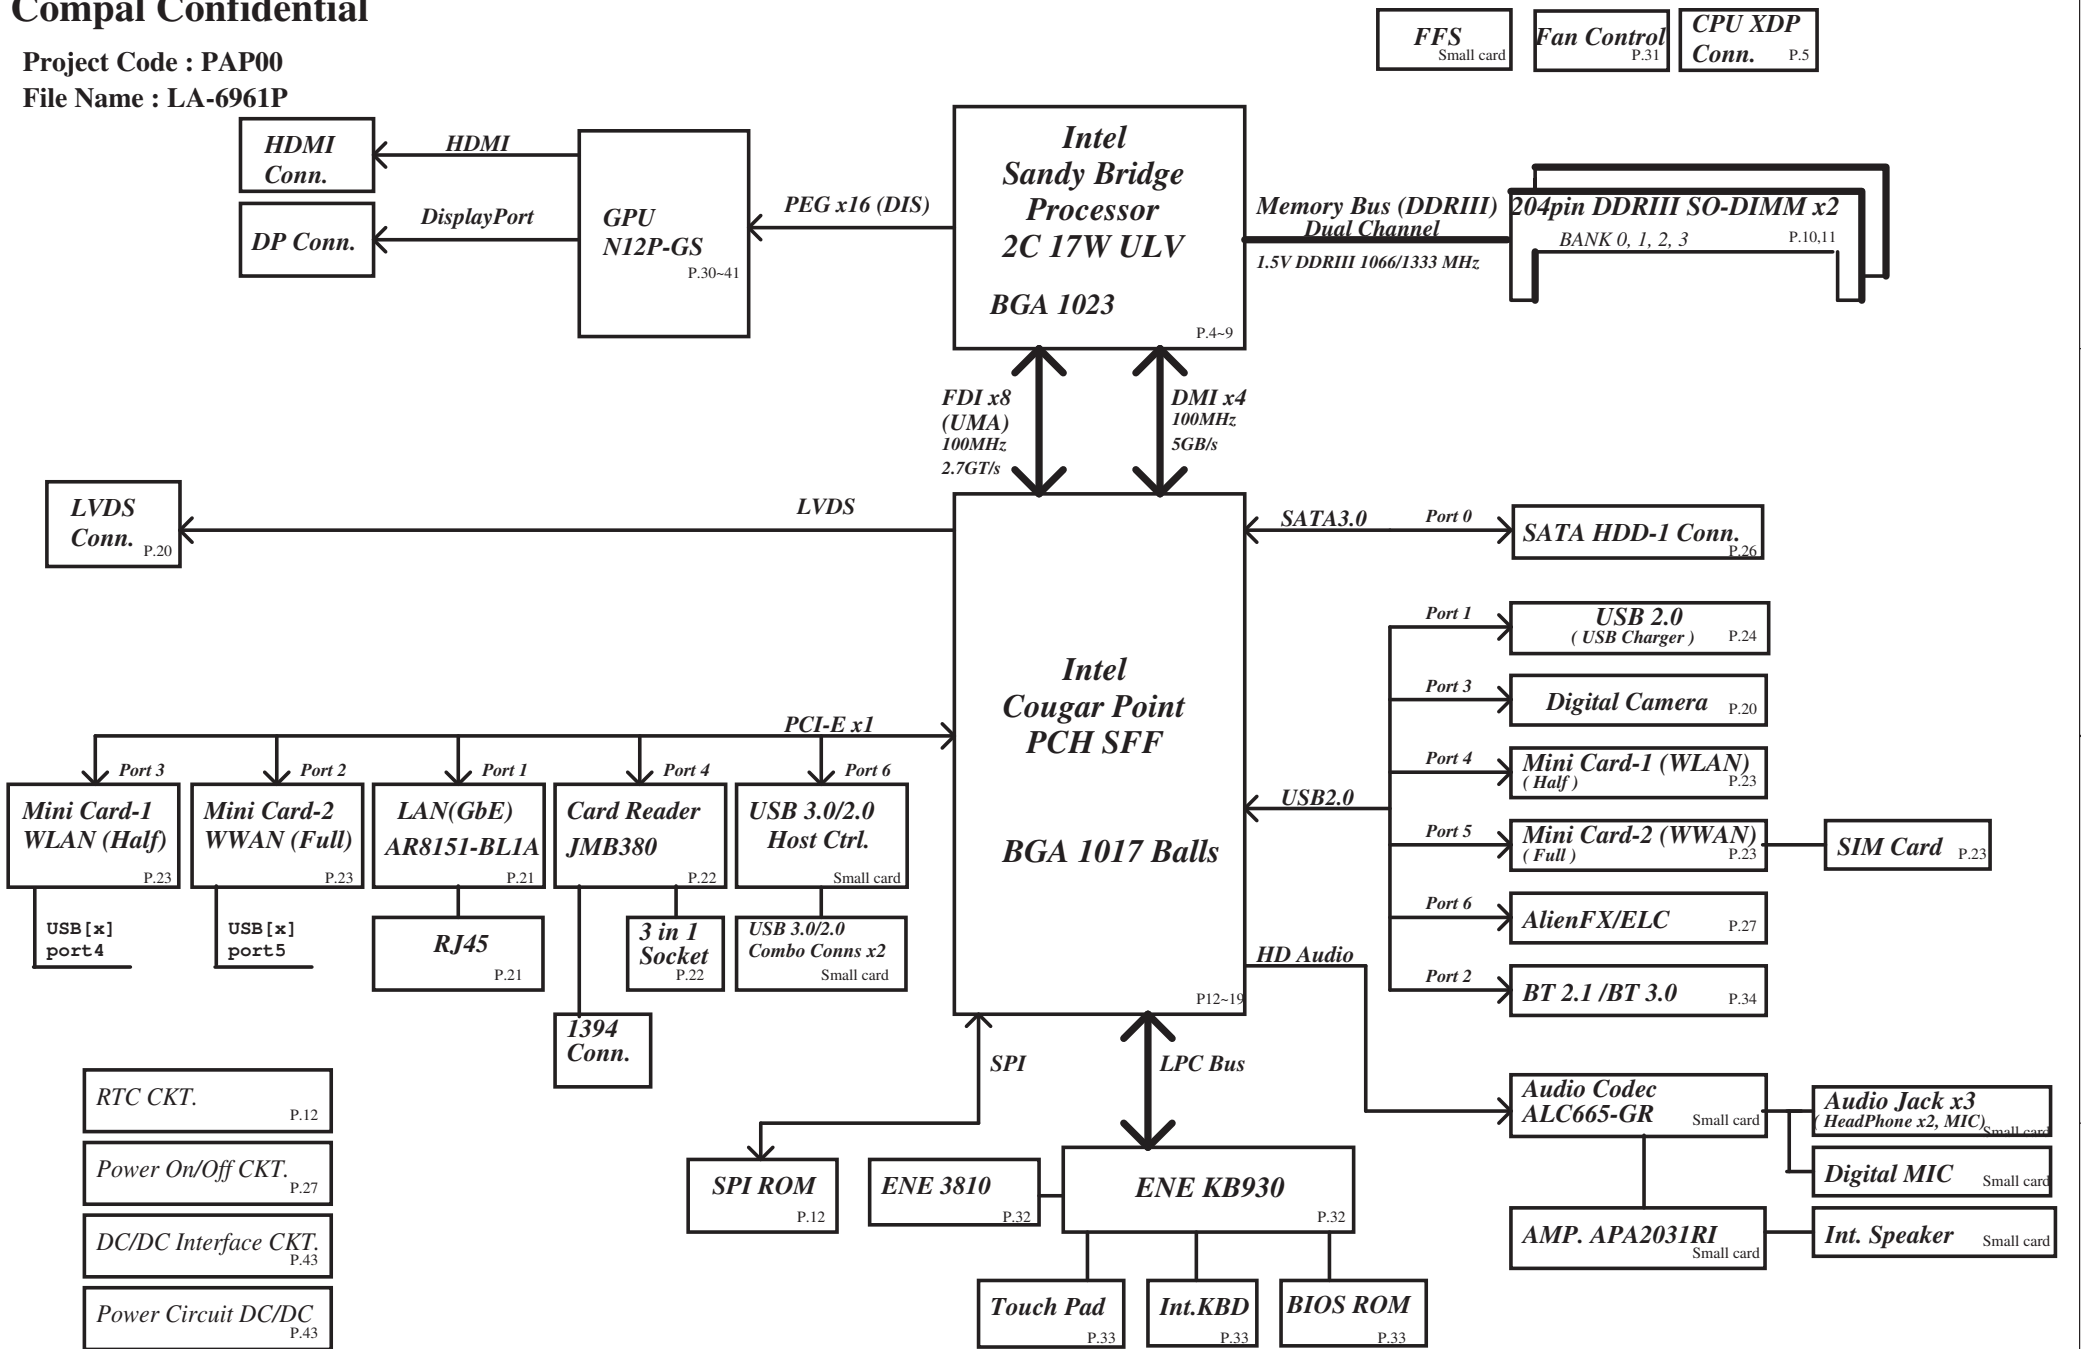 Compal Confidential
Project Code : PAP00
File Name : LA-6961P
FFS
Small card
Fan Control
P.31
CPU XDP
Conn.
P.5
HDMI
Conn.
HDMI
DP Conn.
DisplayPort
GPU
N12P-GS
P.30~41
PEG x16 (DIS)
Intel
Sandy Bridge
Processor
2C 17W ULV
BGA 1023
P.4~9
Memory Bus (DDRIII)
Dual Channel
1.5V DDRIII 1066/1333 MHz
204pin DDRIII SO-DIMM x2
BANK 0, 1, 2, 3
P.10,11
FDI x8
(UMA)
100MHz
2.7GT/s
DMI x4
100MHz
5GB/s
LVDS
Conn.
P.20
LVDS
Intel
Cougar Point
PCH SFF
BGA 1017 Balls
P12~19
SATA3.0
Port 0
SATA HDD-1 Conn.
P.26
USB2.0
Port 1
USB 2.0
( USB Charger )
P.24
Port 3
Digital Camera
P.20
Port 4
Mini Card-1 (WLAN)
( Half )
P.23
Port 5
Mini Card-2 (WWAN)
( Full )
P.23
SIM Card
P.23
Port 6
AlienFX/ELC
P.27
Port 2
BT 2.1 /BT 3.0
P.34
PCI-E x1
Port 3
Mini Card-1
WLAN (Half)
P.23
USB[x]
port4
Port 2
Mini Card-2
WWAN (Full)
P.23
USB[x]
port5
Port 1
LAN(GbE)
AR8151-BL1A
P.21
RJ45
P.21
Port 4
Card Reader
JMB380
P.22
3 in 1
Socket
P.22
1394
Conn.
Port 6
USB 3.0/2.0
Host Ctrl.
Small card
USB 3.0/2.0
Combo Conns x2
Small card
HD Audio
Audio Codec
ALC665-GR
Small card
Audio Jack x3
( HeadPhone x2, MIC)
Small card
Digital MIC
Small card
AMP. APA2031RI
Small card
Int. Speaker
Small card
SPI
LPC Bus
SPI ROM
P.12
ENE 3810
P.32
ENE KB930
P.32
Touch Pad
P.33
Int.KBD
P.33
BIOS ROM
P.33
RTC CKT.
P.12
Power On/Off CKT.
P.27
DC/DC Interface CKT.
P.43
Power Circuit DC/DC
P.43